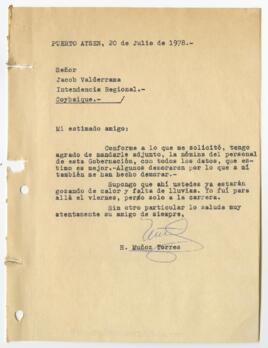 PUERTO AYSEN, 20 de Julio de 1978.-
Señor
Jacob Valderrama
Intendencia Regional.-
Coyhaique.- /
Mi estimado amigo:
Conforme a lo que me solicitó, tengo
agrado de mandarle adjunto, la nómina del personal
de esta Gobernación, con todos los datos, que es-
timo es mejor.-Algunos demoraron por lo que a mi
también se han hecho demorar.-
Supongo que ahi ustedes ya estarán
gozando de calor y falta de lluvias. Yo fui para
allá el viernes, perdo solo a la carrera.
Sin otro particular lo saluda muy
atentamente su amigo de siempre,
H. Muñoz Torres